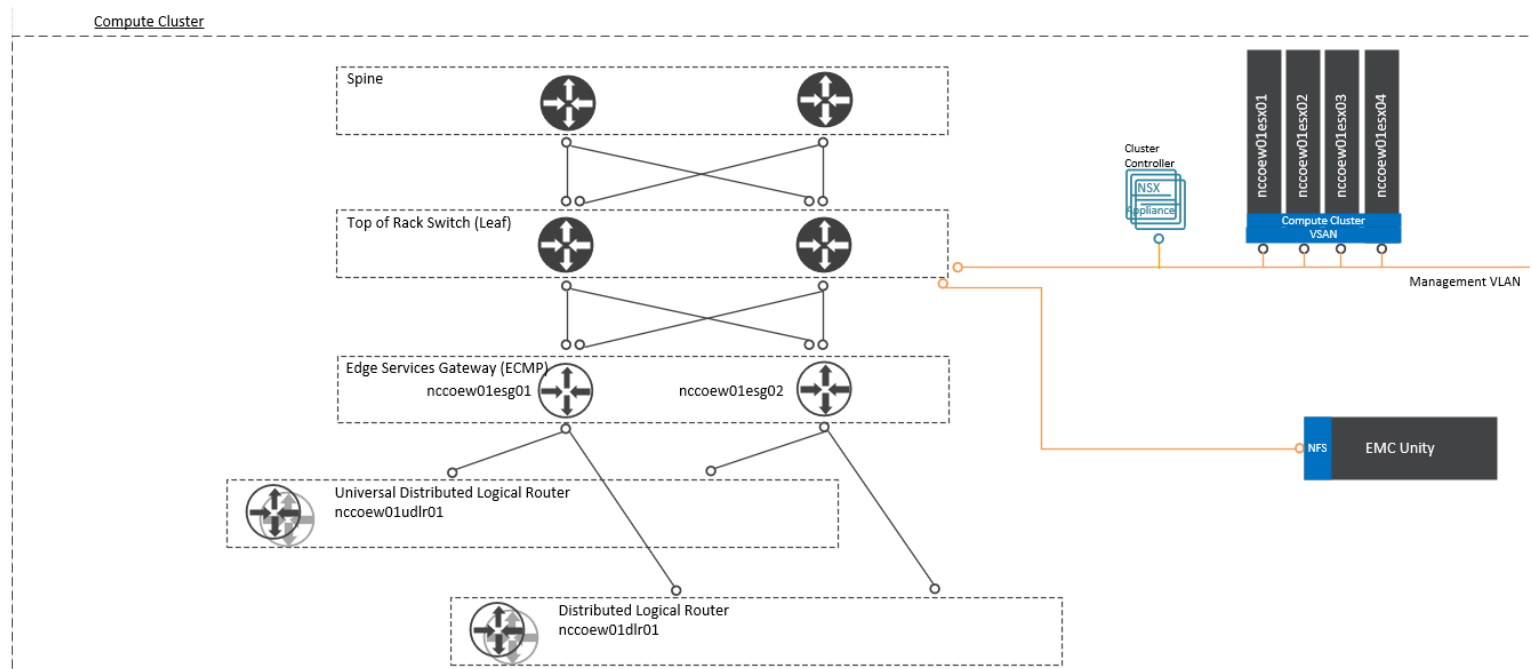 Compute Cluster
Spine
Top of Rack Switch (Leaf)
Edge Services Gateway (ECMP)
nccoew01esg01
nccoew01esg02
Universal Distributed Logical Router
nccoew01udlr01
Distributed Logical Router
nccoew01dlr01
Cluster
Controller
NSX
Appliance
nccoew01esx01
nccoew01esx02
nccoew01esx03
nccoew01esx04
Compute Cluster
VSAN
Management VLAN
NFS
EMC Unity